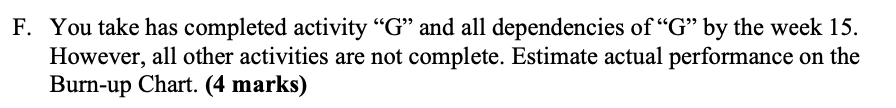 F. You take has completed activity “G” and all dependencies of “G” by the week 15.
However, all other activities are not complete. Estimate actual performance on the
Burn-up Chart. (4 marks)